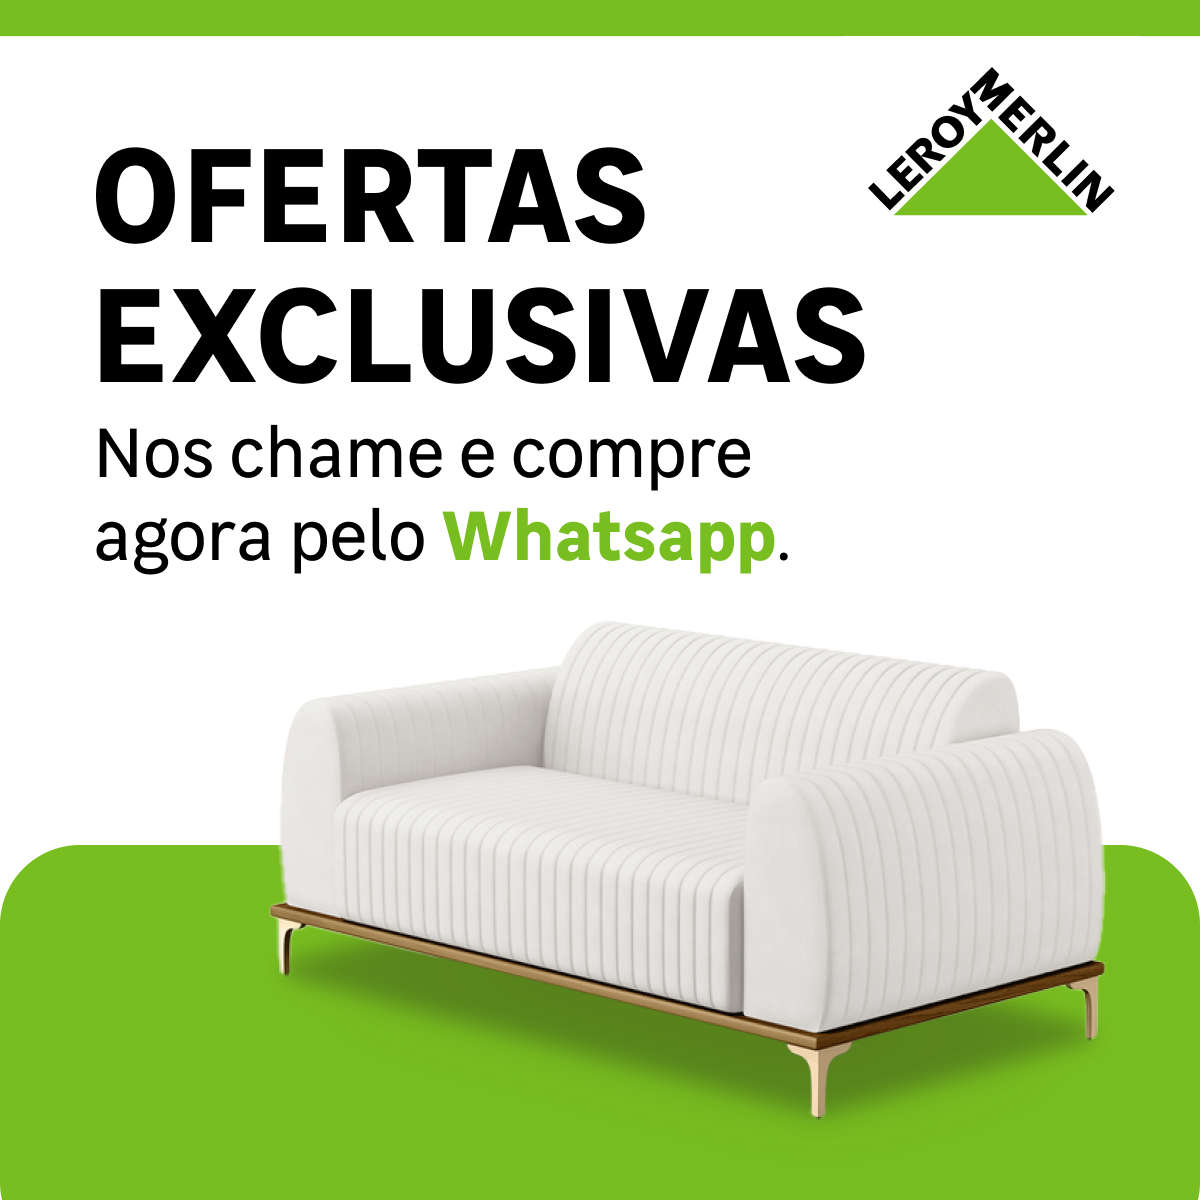 LEROY MERLIN
OFERTAS
EXCLUSIVAS
Nos chame e compre
agora pelo Whatsapp.